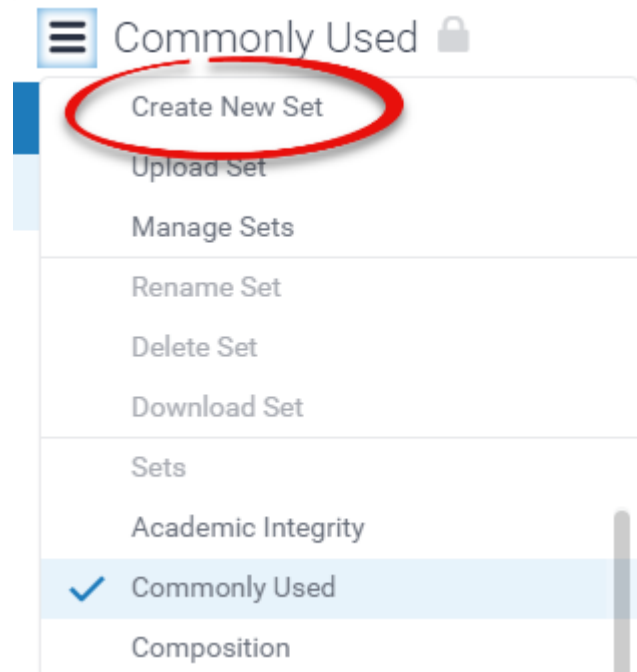 Commonly Used
Create New Set
Upload Set
Manage Sets
Rename Set
Delete Set
Download Set
Sets
Academic Integrity
Commonly Used
Composition